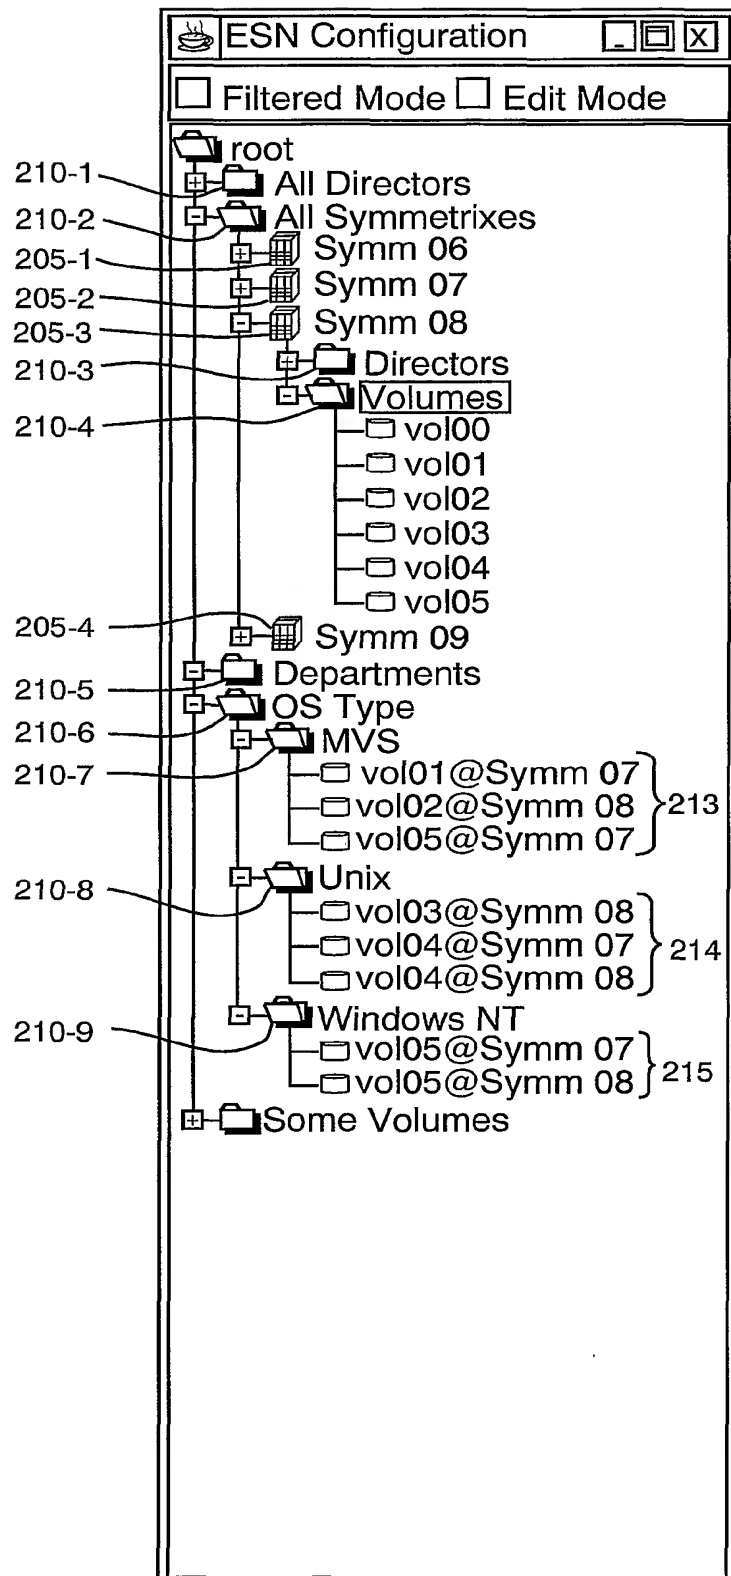 ESN Configuration
Filtered Mode Edit Mode
root
210-1 All Directors
210-2 All Symmetrixes
205-1 Symm 06
205-2 Symm 07
205-3 Symm 08
210-3 Directors
210-4 Volumes
vol00
vol01
vol02
vol03
vol04
vol05
205-4 Symm 09
210-5 Departments
210-6 OS Type
210-7 MVS
vol01@Symm 07
vol02@Symm 08 213
vol05@Symm 07
210-8 Unix
vol03@Symm 08
vol04@Symm 07 214
vol04@Symm 08
210-9 Windows NT
vol05@Symm 07
vol05@Symm 08 215
Some Volumes